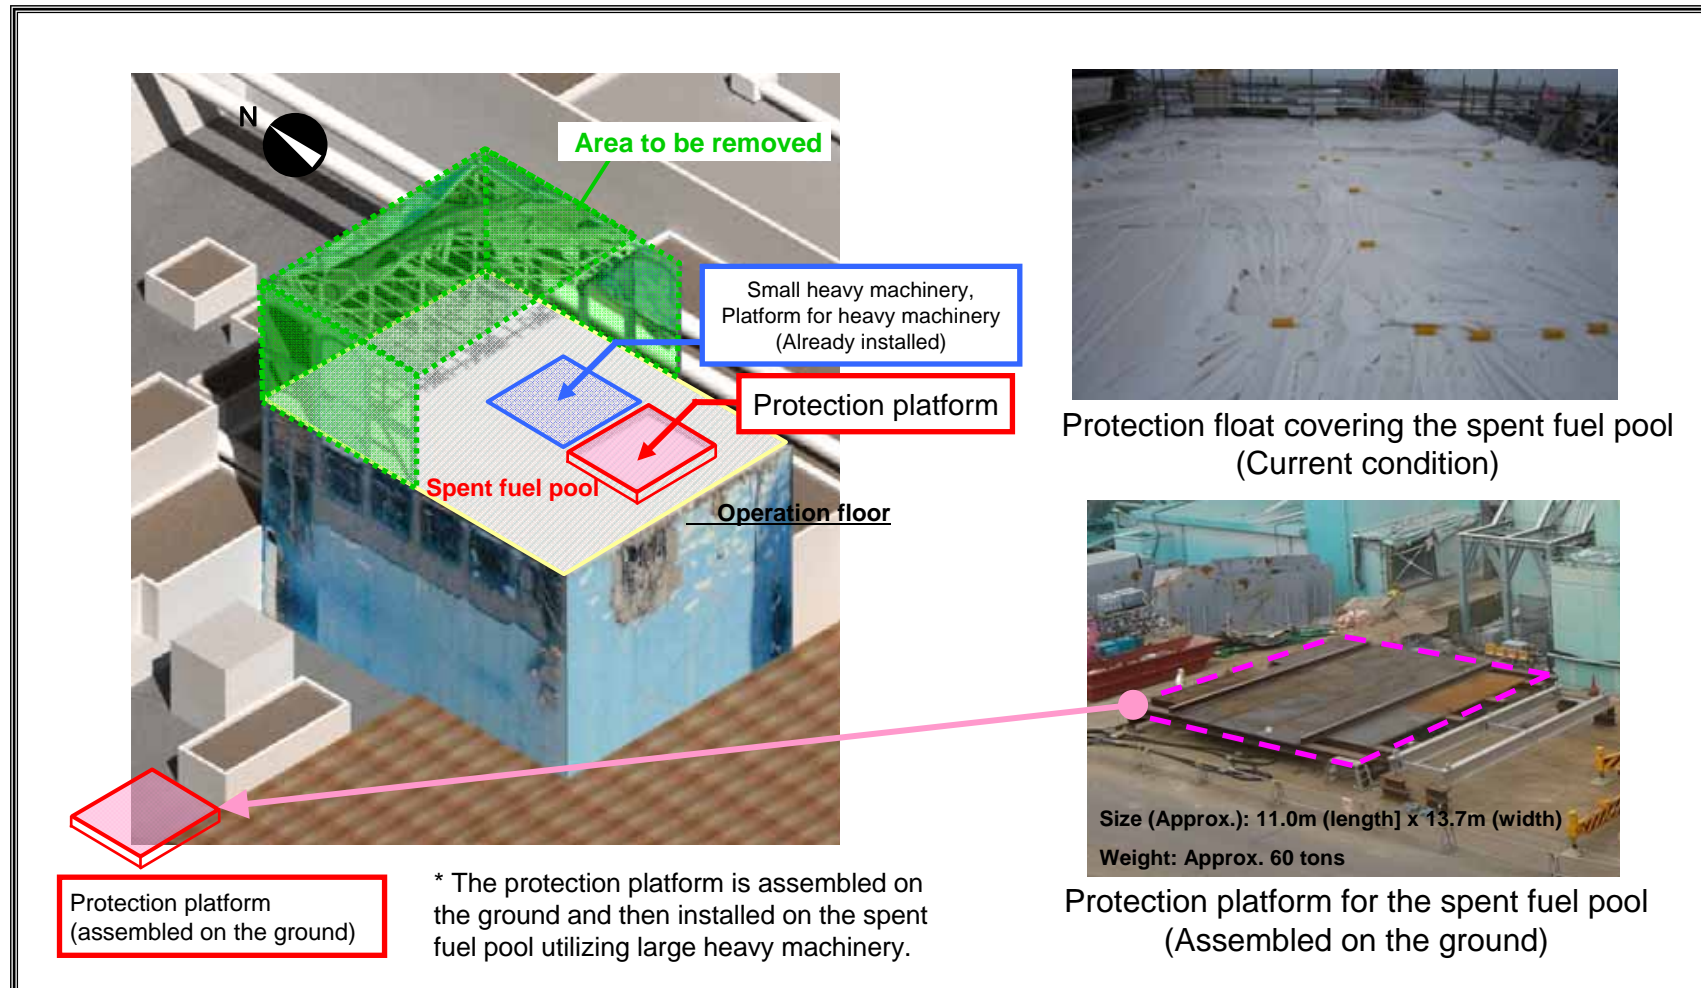 N
Area to be removed
Small heavy machinery,
Platform for heavy machinery
(Already installed)
Protection platform
Spent fuel pool
Operation floor
Protection float covering the spent fuel pool
(Current condition)
Size (Approx.): 11.0m (length] x 13.7m (width)
Weight: Approx. 60 tons
Protection platform for the spent fuel pool
(Assembled on the ground)
Protection platform
(assembled on the ground)
* The protection platform is assembled on
the ground and then installed on the spent
fuel pool utilizing large heavy machinery.